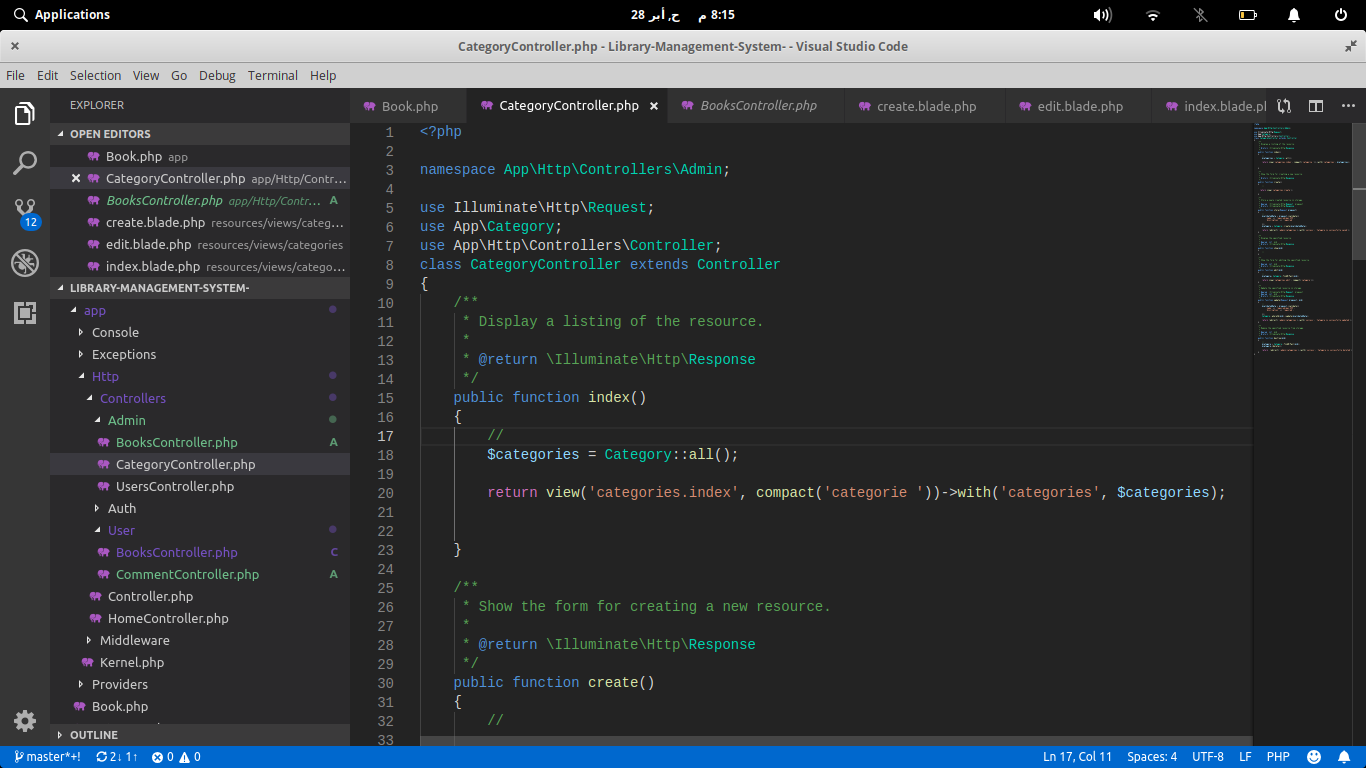 Applications
28 ح, أبر 8:15 م
CategoryController.php - Library-Management-System- - Visual Studio Code
File Edit Selection View Go Debug Terminal Help
EXPLORER
OPEN EDITORS
Book.php app
CategoryController.php app/Http/Contr...
BooksController.php app/Http/Contr... A
create.blade.php resources/views/categ...
edit.blade.php resources/views/categories
index.blade.php resources/views/catego...
12
LIBRARY-MANAGEMENT-SYSTEM-
app
Console
Exceptions
Http
Controllers
Admin
BooksController.php A
CategoryController.php
UsersController.php
Auth
User
BooksController.php C
CommentController.php A
Controller.php
HomeController.php
Middleware
Kernel.php
Providers
Book.php
OUTLINE
Book.php CategoryController.php BooksController.php create.blade.php edit.blade.php index.blade.pl
1 <?php
2
3 namespace App\Http\Controllers\Admin;
4
5 use Illuminate\Http\Request;
6 use App\Category;
7 use App\Http\Controllers\Controller;
8 class CategoryController extends Controller
9 {
10 /**
11 * Display a listing of the resource.
12 *
13 * @return \Illuminate\Http\Response
14 */
15 public function index()
16 {
17 //
18 $categories = Category::all();
19
20 return view('categories.index', compact('categorie '))->with('categories', $categories);
21
22
23 }
24
25 /**
26 * Show the form for creating a new resource.
27 *
28 * @return \Illuminate\Http\Response
29 */
30 public function create()
31 {
32 //
33
master*+! 2↓ 1↑ 0 0 Ln 17, Col 11 Spaces: 4 UTF-8 LF PHP